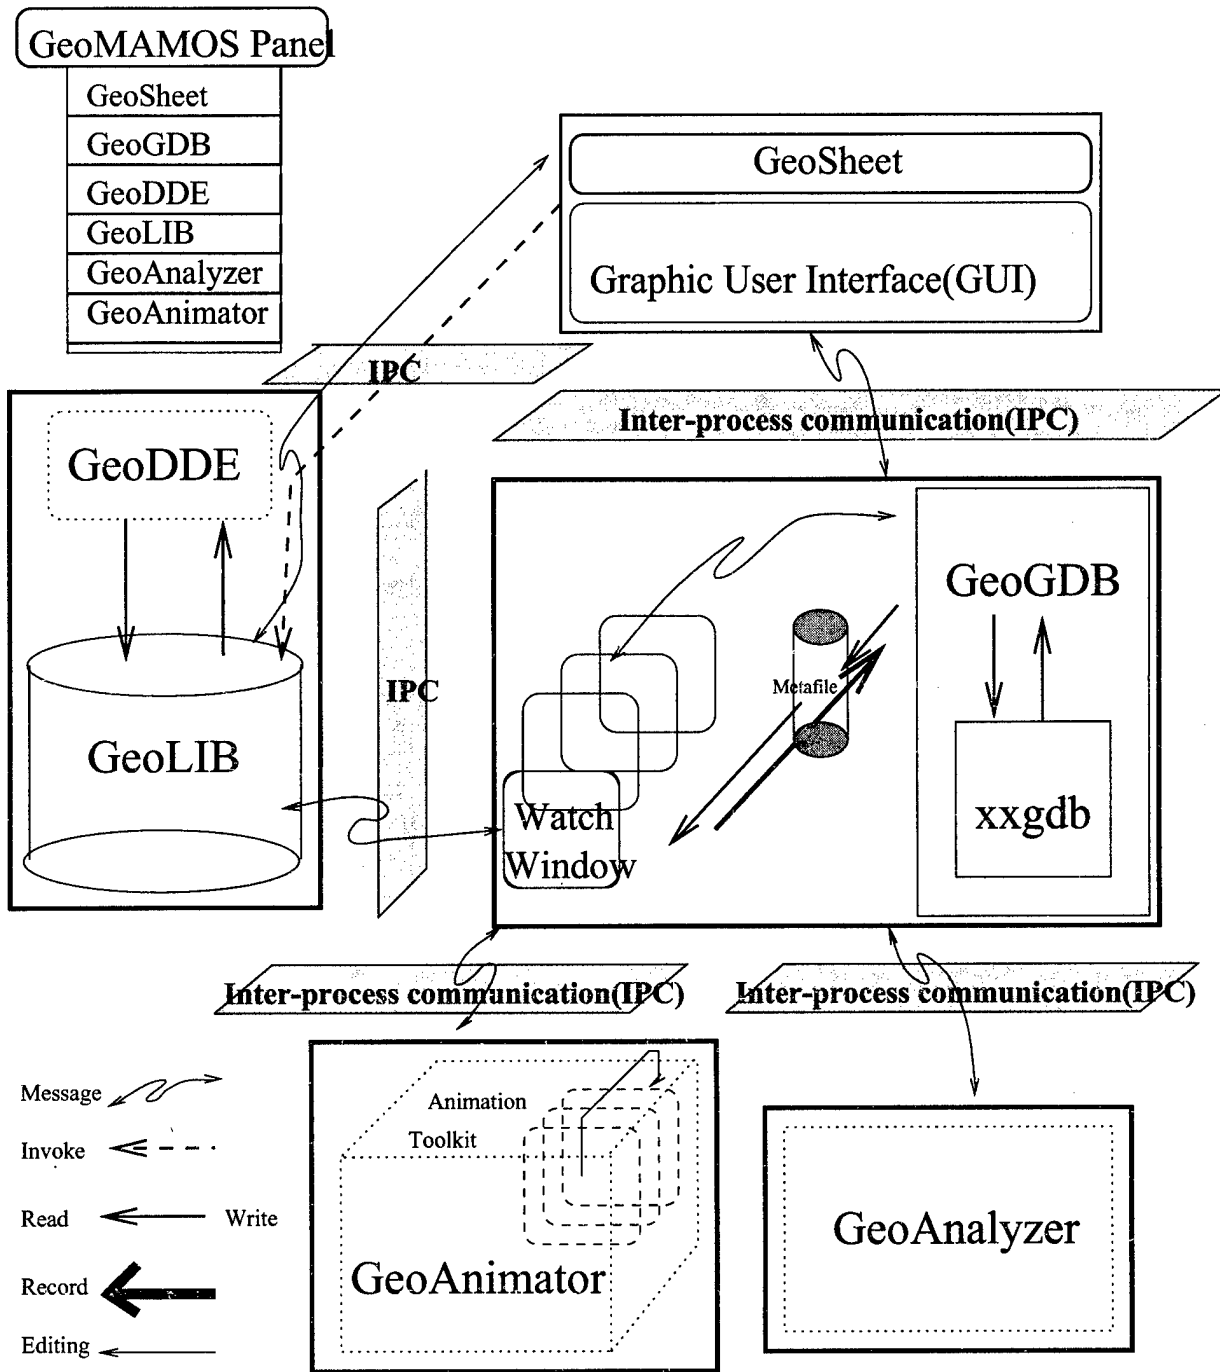 GeoMAMOS Panel
GeoSheet
GeoGDB
GeoDDE
GeoLIB
GeoAnalyzer
GeoAnimator
GeoSheet
Graphic User Interface(GUI)
IPC
Inter-process communication(IPC)
GeoDDE
GeoLIB
IPC
GeoGDB
Metafile
xxgdb
Watch
Window
Inter-process communication(IPC)
Inter-process communication(IPC)
Animation
Toolkit
GeoAnimator
GeoAnalyzer
Message
Invoke
Read Write
Record
Editing